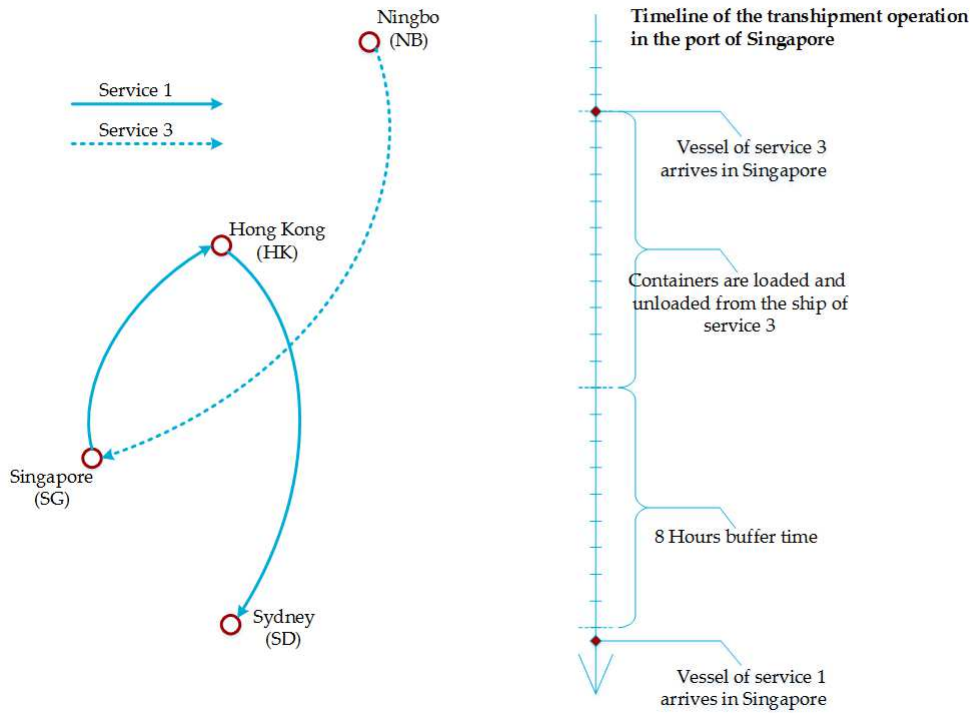 Ningbo
(NB)
Service 1
Service 3
Hong Kong
(HK)
Singapore
(SG)
Sydney
(SD)
Timeline of the transhipment operation
in the port of Singapore
Vessel of service 3
arrives in Singapore
Containers are loaded and
unloaded from the ship of
service 3
8 Hours buffer time
Vessel of service 1
arrives in Singapore